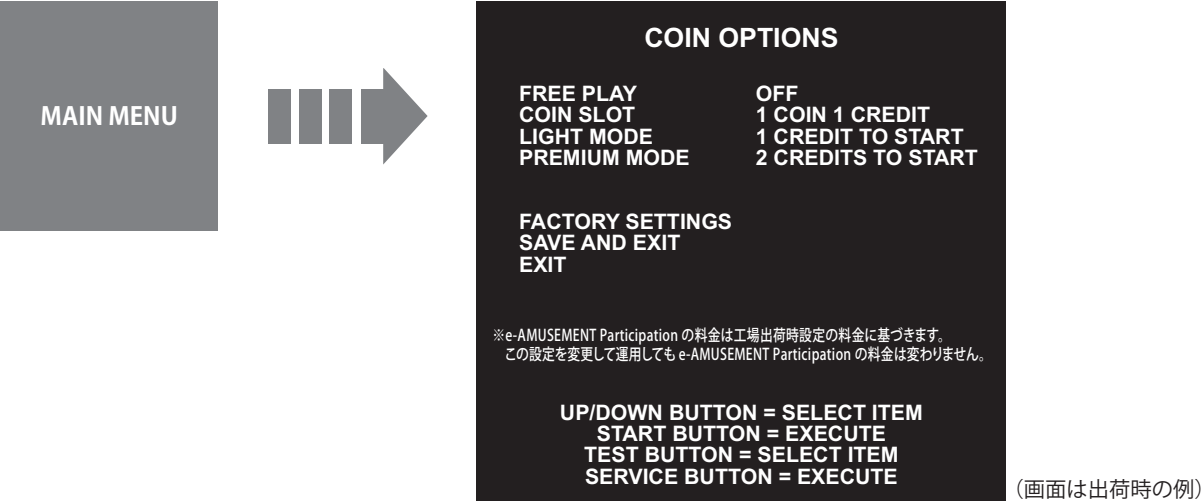 MAIN MENU
COIN OPTIONS
FREE PLAY OFF
COIN SLOT 1 COIN 1 CREDIT
LIGHT MODE 1 CREDIT TO START
PREMIUM MODE 2 CREDITS TO START
FACTORY SETTINGS
SAVE AND EXIT
EXIT
※e-AMUSEMENT Participation の料金は工場出荷時設定の料金に基づきます。
この設定を変更して運用しても e-AMUSEMENT Participation の料金は変わりません。
UP/DOWN BUTTON = SELECT ITEM
START BUTTON = EXECUTE
TEST BUTTON = SELECT ITEM
SERVICE BUTTON = EXECUTE
(画面は出荷時の例)